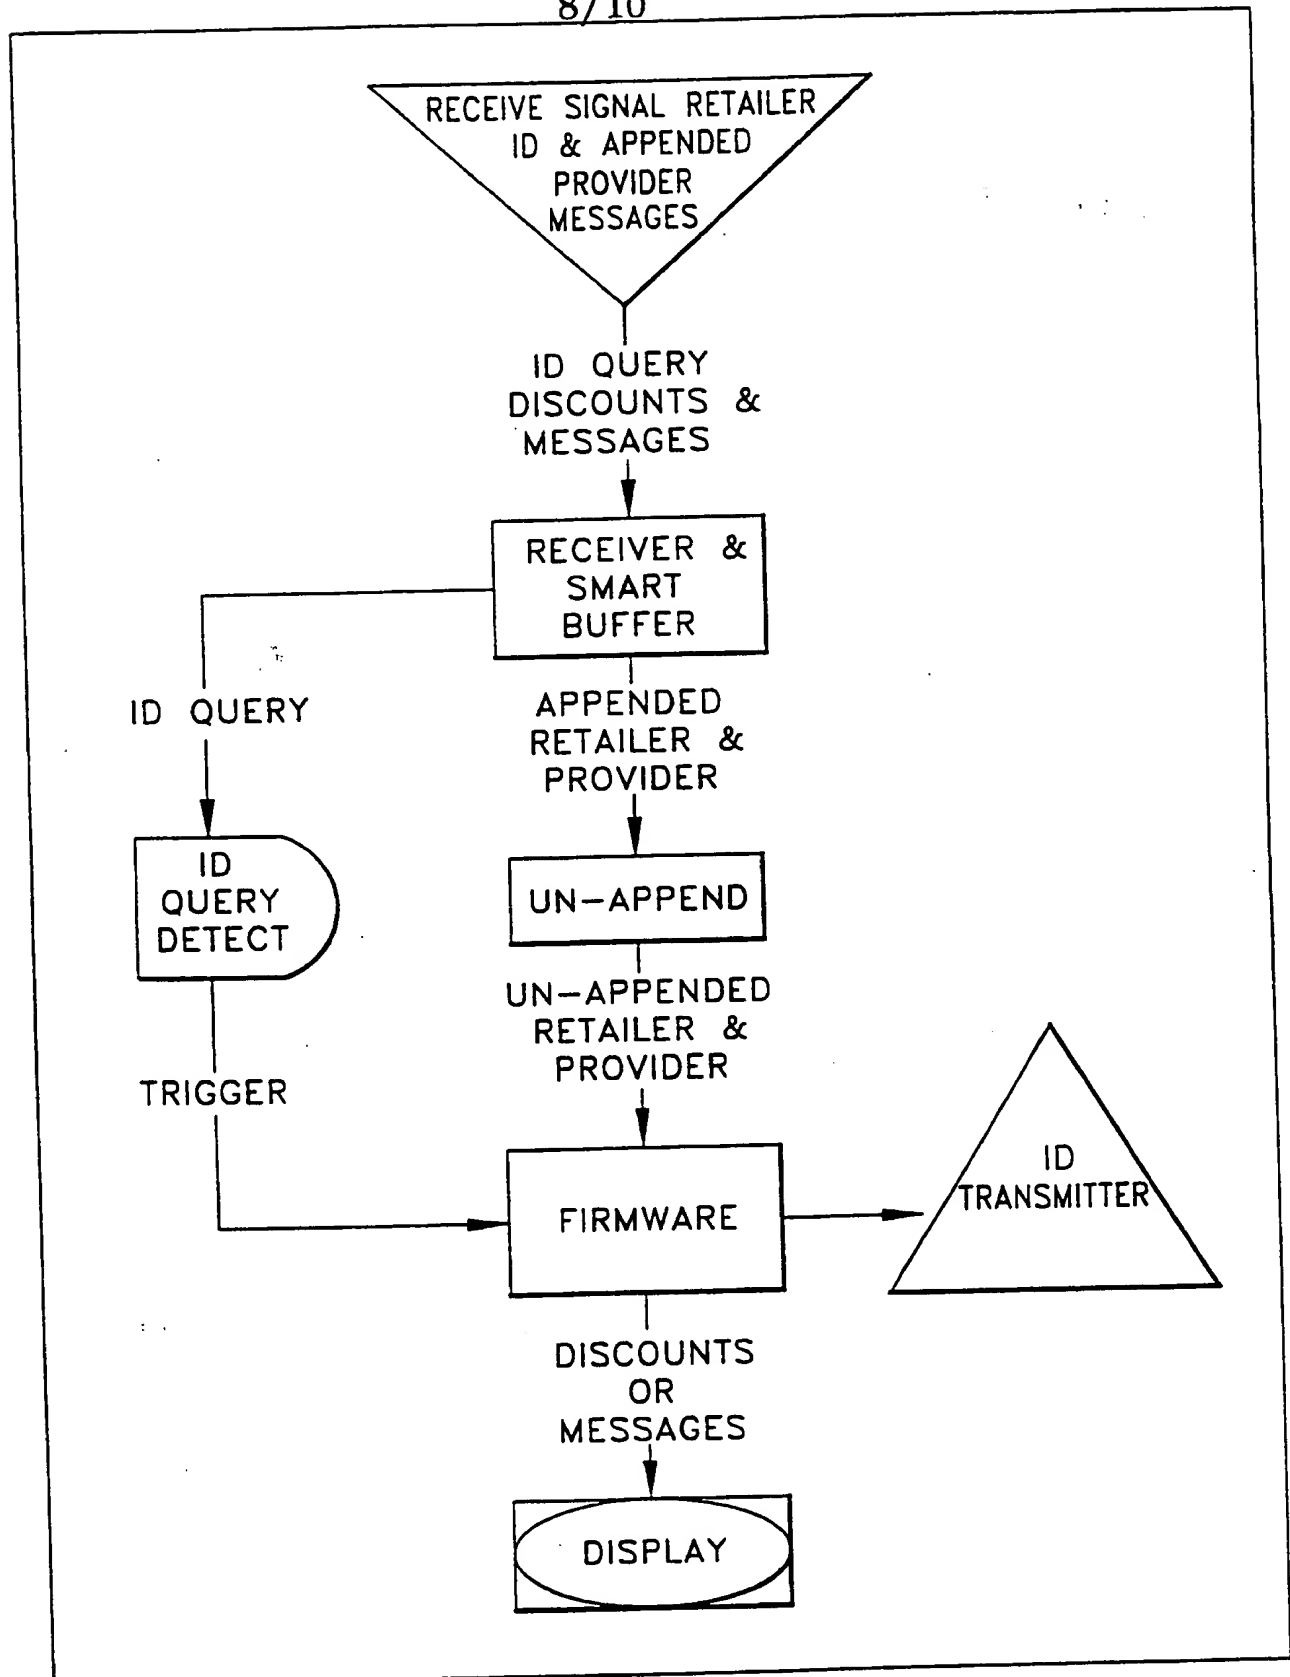 8/10
RECEIVE SIGNAL RETAILER
ID & APPENDED
PROVIDER
MESSAGES
ID QUERY
DISCOUNTS &
MESSAGES
RECEIVER &
SMART
BUFFER
ID QUERY
APPENDED
RETAILER &
PROVIDER
ID
QUERY
DETECT
UN-APPEND
UN-APPENDED
RETAILER &
PROVIDER
TRIGGER
FIRMWARE
ID
TRANSMITTER
DISCOUNTS
OR
MESSAGES
DISPLAY